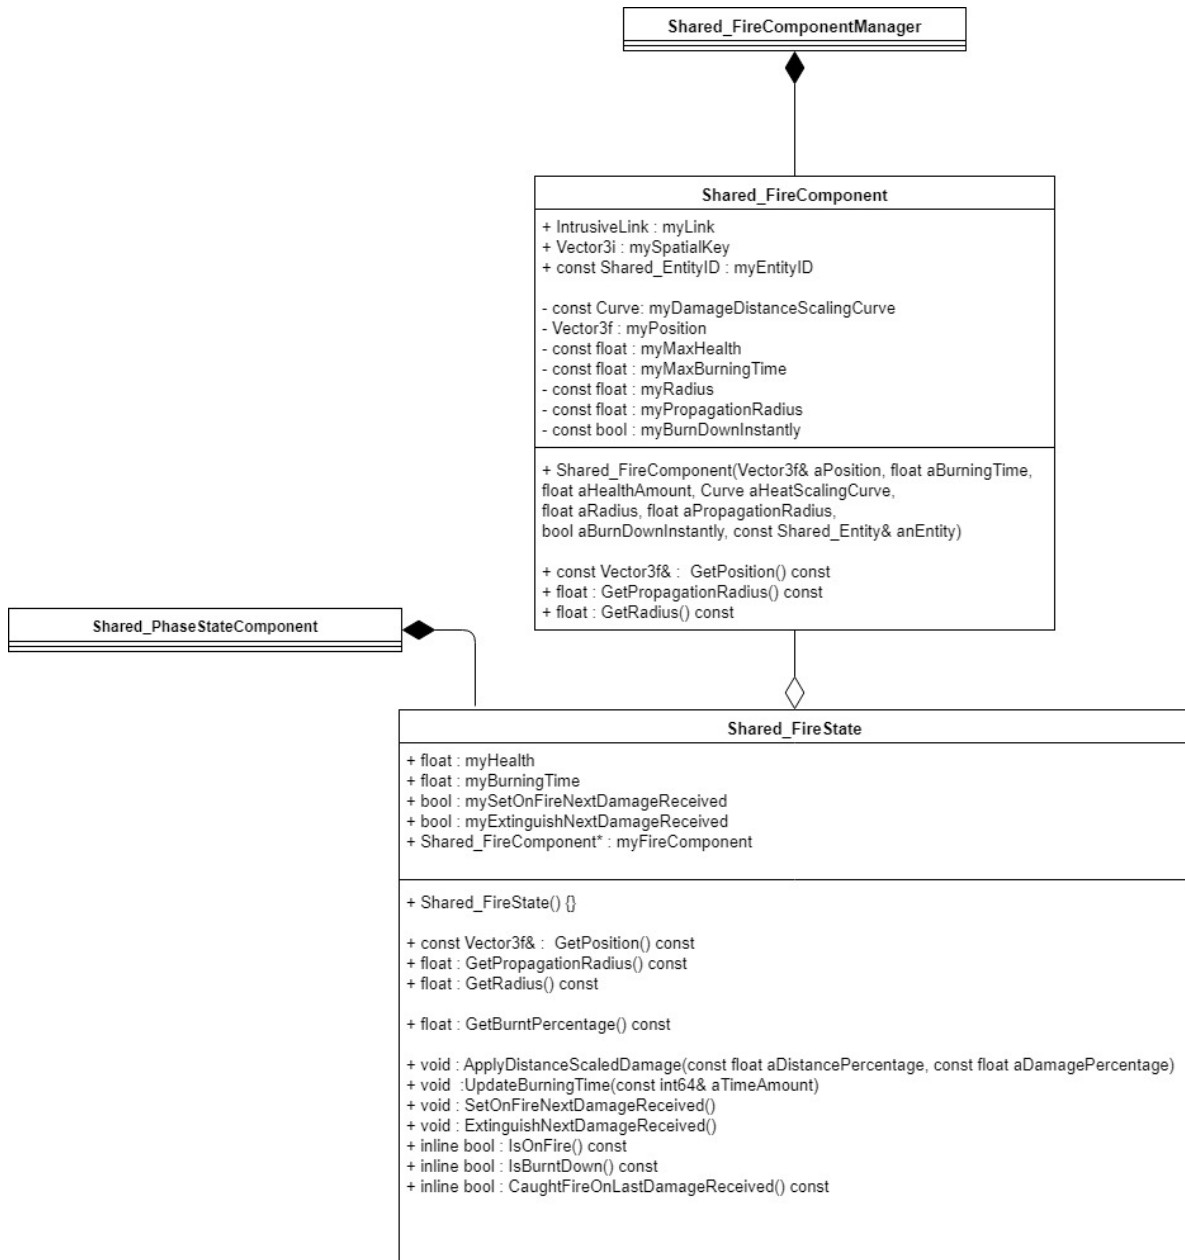 Shared_FireComponentManager
Shared_FireComponent
+ IntrusiveLink : myLink
+ Vector3i : mySpatialKey
+ const Shared_EntityID : myEntityID
- const Curve: myDamageDistanceScalingCurve
- Vector3f : myPosition
- const float : myMaxHealth
- const float : myMaxBurningTime
- const float : myRadius
- const float : myPropagationRadius
- const bool : myBurnDownInstantly
+ Shared_FireComponent(Vector3f& aPosition, float aBurningTime,
float aHealthAmount, Curve aHeatScalingCurve,
float aRadius, float aPropagationRadius,
bool aBurnDownInstantly, const Shared_Entity& anEntity)
+ const Vector3f& :  GetPosition() const
+ float : GetPropagationRadius() const
+ float : GetRadius() const
Shared_PhaseStateComponent
Shared_FireState
+ float : myHealth
+ float : myBurningTime
+ bool : mySetOnFireNextDamageReceived
+ bool : myExtinguishNextDamageReceived
+ Shared_FireComponent* : myFireComponent
+ Shared_FireState() {}
+ const Vector3f& :  GetPosition() const
+ float : GetPropagationRadius() const
+ float : GetRadius() const
+ float : GetBurntPercentage() const
+ void : ApplyDistanceScaledDamage(const float aDistancePercentage, const float aDamagePercentage)
+ void  :UpdateBurningTime(const int64& aTimeAmount)
+ void : SetOnFireNextDamageReceived()
+ void : ExtinguishNextDamageReceived()
+ inline bool : IsOnFire() const
+ inline bool : IsBurntDown() const
+ inline bool : CaughtFireOnLastDamageReceived() const